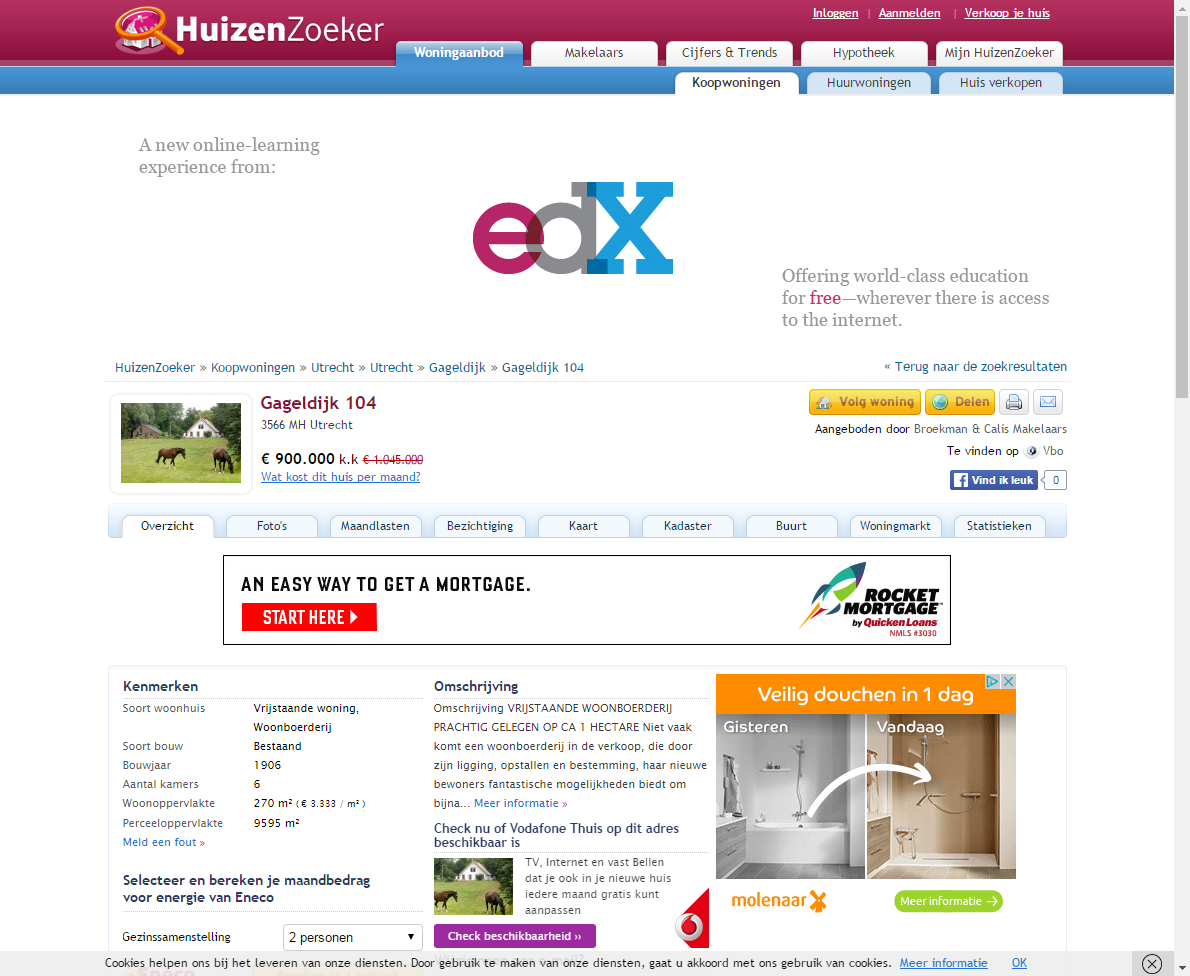 HuizenZoeker
Inloggen | Aanmelden | Verkoop je huis
Woningaanbod
Makelaars
Cijfers & Trends
Hypotheek
Mijn HuizenZoeker
Koopwoningen
Huurwoningen
Huis verkopen
A new online-learning
experience from:
edX
Offering world-class education
for free—wherever there is access
to the internet.
HuizenZoeker » Koopwoningen » Utrecht » Utrecht » Gageldijk » Gageldijk 104
« Terug naar de zoekresultaten
Gageldijk 104
3566 MH Utrecht
€ 900.000 k.k € 1.045.000
Wat kost dit huis per maand?
Volg woning
Delen
Aangeboden door Broekman & Calis Makelaars
Te vinden op Vbo
Vind ik leuk 0
Overzicht
Foto's
Maandlasten
Bezichtiging
Kaart
Kadaster
Buurt
Woningmarkt
Statistieken
AN EASY WAY TO GET A MORTGAGE.
START HERE
ROCKET
MORTGAGE
by Quicken Loans
NMLS #3030
Kenmerken
Soort woonhuis Vrijstaande woning,
Woonboerderij
Soort bouw Bestaand
Bouwjaar 1906
Aantal kamers 6
Woonoppervlakte 270 m² ( € 3.333 / m² )
Perceeloppervlakte 9595 m²
Meld een fout »
Selecteer en bereken je maandbedrag
voor energie van Eneco
Gezinssamenstelling 2 personen
Omschrijving
Omschrijving VRIJSTAANDE WOONBOERDERIJ
PRACHTIG GELEGEN OP CA 1 HECTARE Niet vaak
komt een woonboerderij in de verkoop, die door
zijn ligging, opstallen en bestemming, haar nieuwe
bewoners fantastische mogelijkheden biedt om
bijna... Meer informatie »
Check nu of Vodafone Thuis op dit adres
beschikbaar is
TV, Internet en vast Bellen
dat je ook in je nieuwe huis
iedere maand gratis kunt
aanpassen
Check beschikbaarheid »
Veilig douchen in 1 dag
Gisteren
Vandaag
molenaar
Meer informatie →
Cookies helpen ons bij het leveren van onze diensten. Door gebruik te maken van onze diensten, gaat u akkoord met ons gebruik van cookies. Meer informatie OK